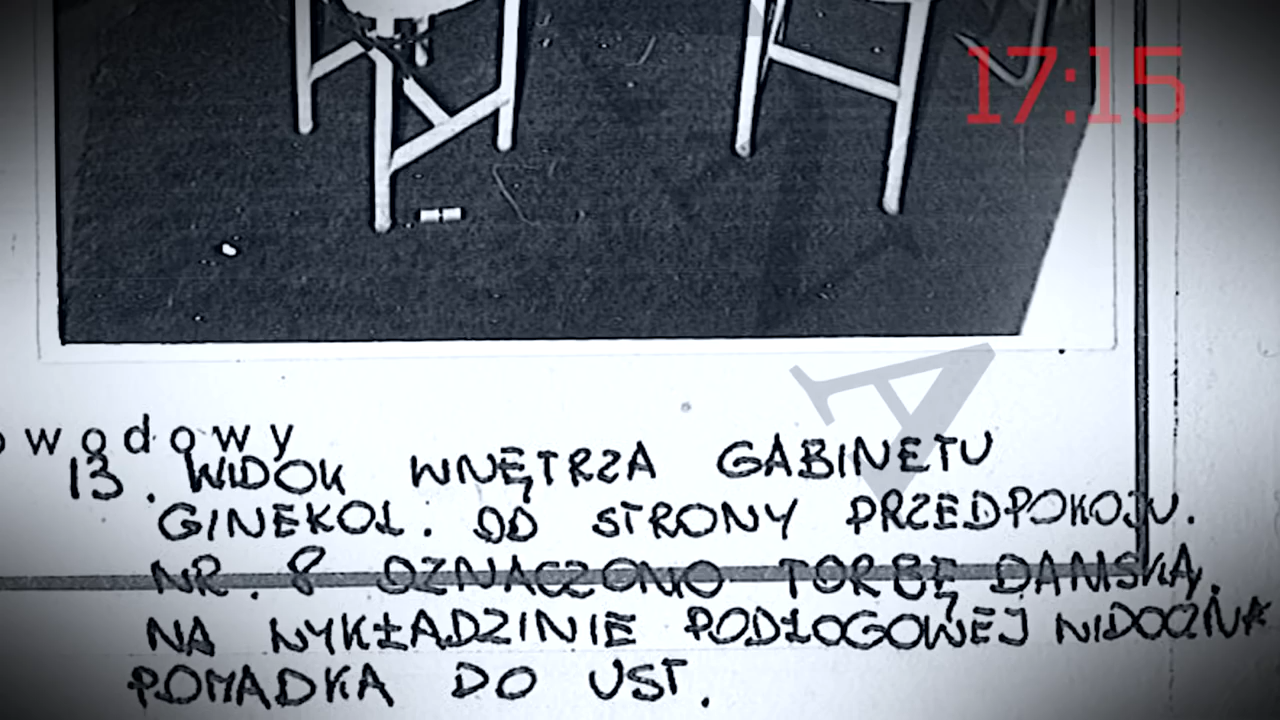 17:15
owodowy
13. WIDOK WNĘTRZA GABINETU
GINEKOL. OD STRONY PRZEDPOKOJU.
NR. 8 OZNACZONO TORBĘ DAMSKĄ.
NA WYKŁADZINIE PODŁOGOWEJ WIDOCZNA
POMADKA DO UST.
A